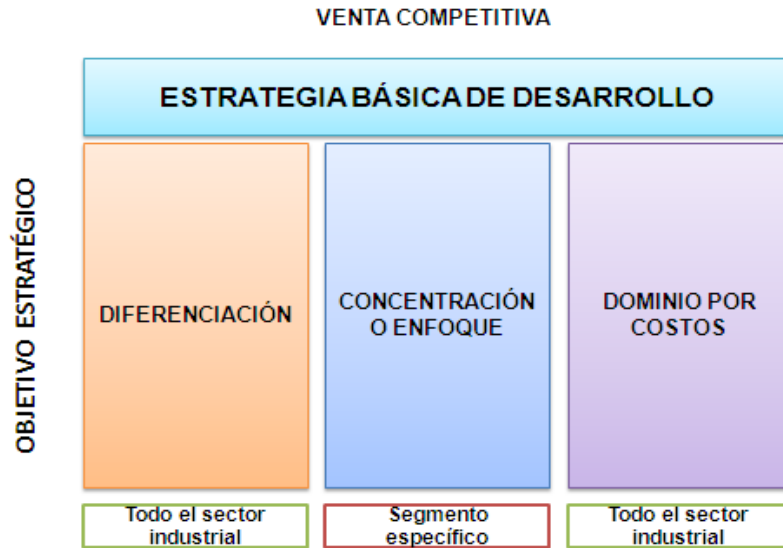 VENTA COMPETITIVA
ESTRATEGIA BÁSICA DE DESARROLLO
OBJETIVO ESTRATÉGICO
DIFERENCIACIÓN
CONCENTRACIÓN
O ENFOQUE
DOMINIO POR
COSTOS
Todo el sector
industrial
Segmento
específico
Todo el sector
industrial